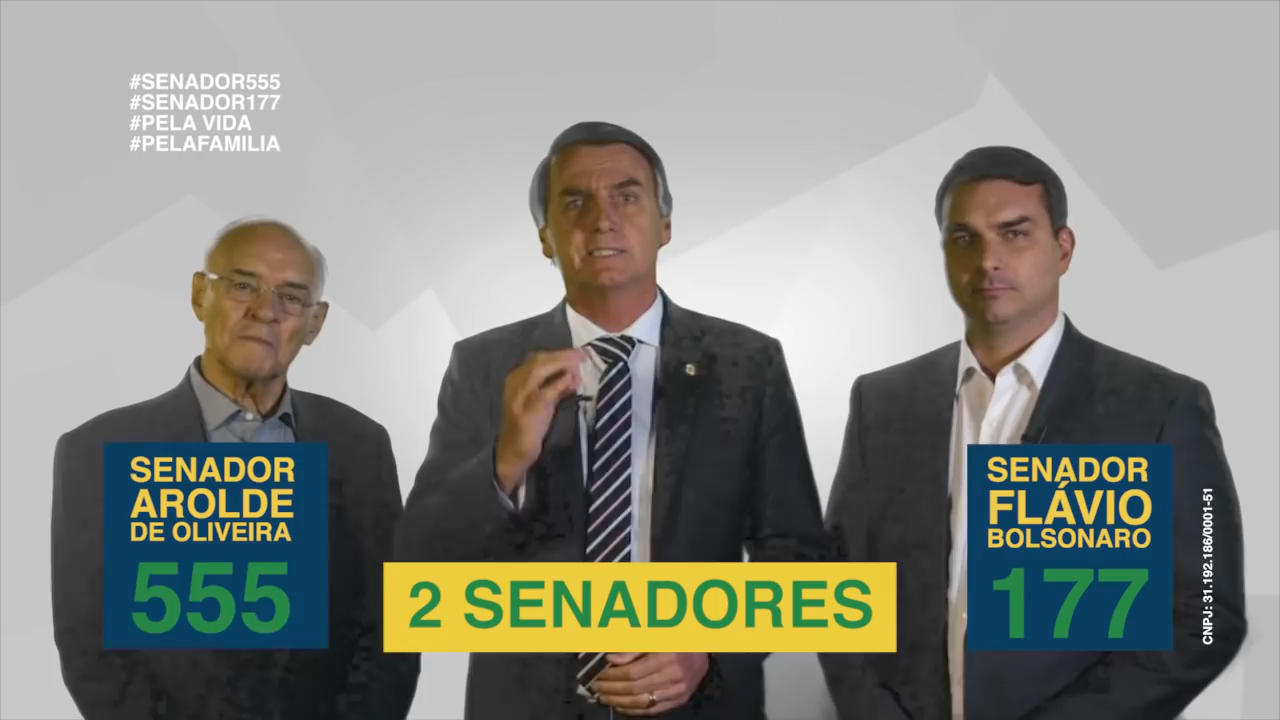 #SENADOR555
#SENADOR177
#PELA VIDA
#PELAFAMILIA
SENADOR
AROLDE
DE OLIVEIRA
555
2 SENADORES
SENADOR
FLÁVIO
BOLSONARO
177
CNPJ: 31.192.186/0001-51